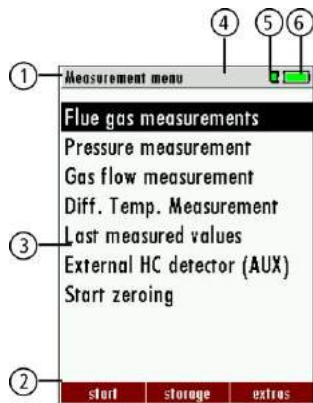 4 5 6
1 Measurement menu
Flue gas measurements
Pressure measurement
Gas flow measurement
Diff. Temp. Measurement
Last measured values
3
External HC detector (AUX)
Start zeroing
2
start storage extras